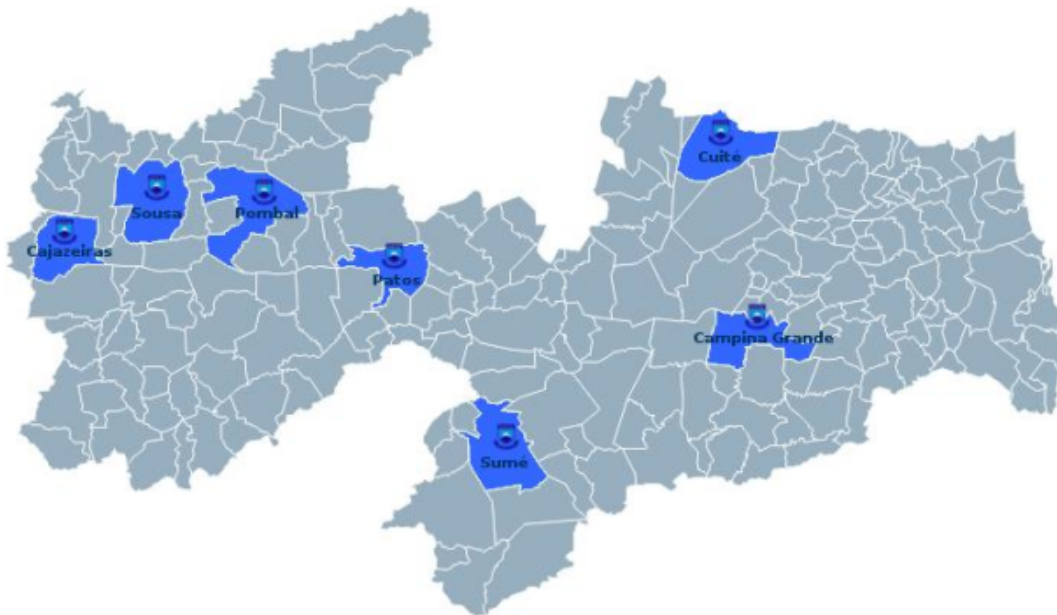 Cuité
Sousa
Pombal
Cajazeiras
Patos
Campina Grande
Sumé